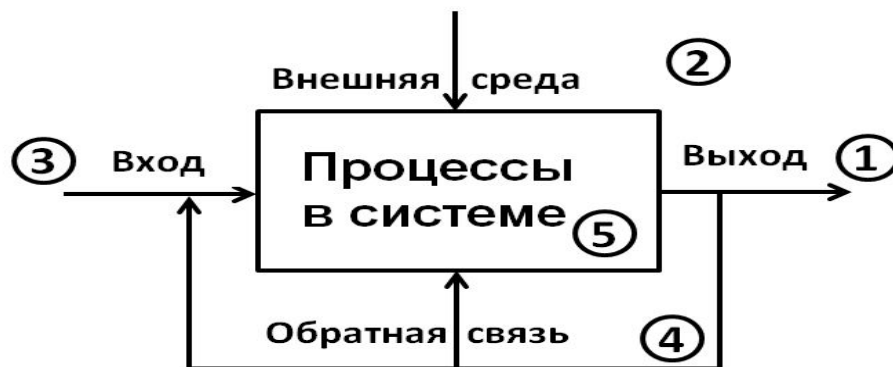 Внешняя среда
②
③
Вход
Процессы
в системе
⑤
Выход
①
Обратная связь
④